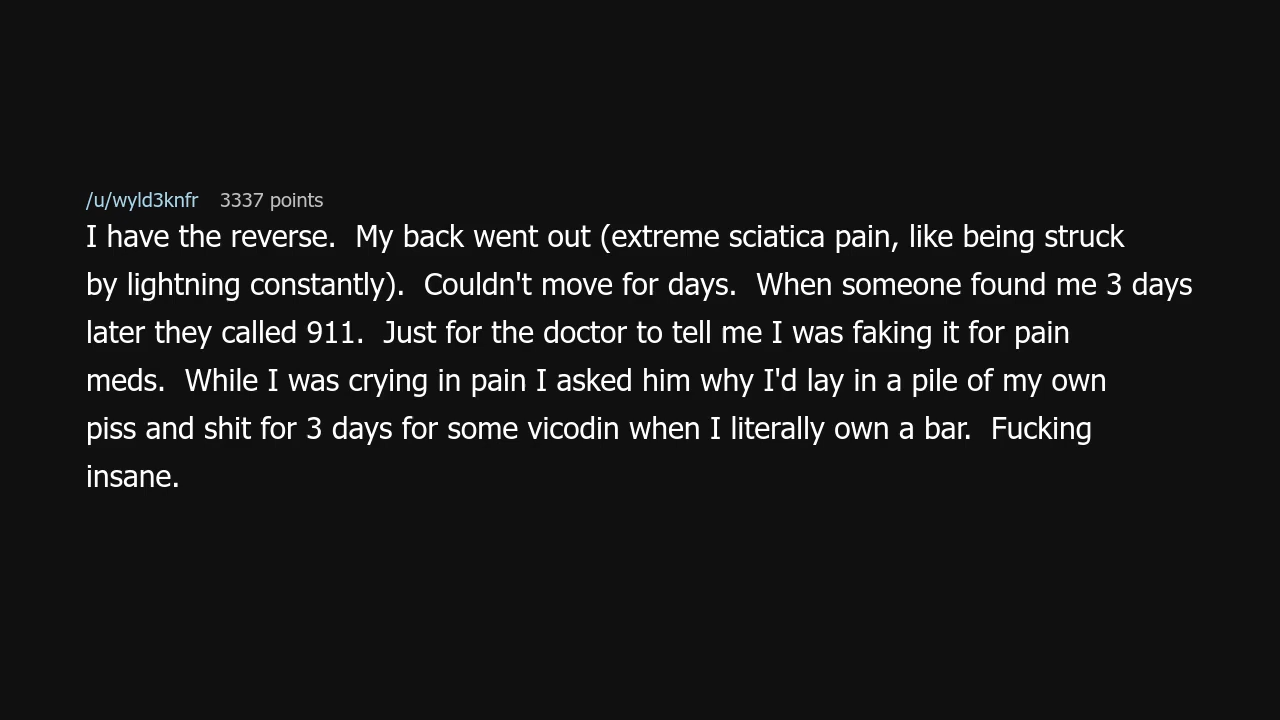 /u/wyld3knfr 3337 points
I have the reverse.  My back went out (extreme sciatica pain, like being struck
by lightning constantly).  Couldn't move for days.  When someone found me 3 days
later they called 911.  Just for the doctor to tell me I was faking it for pain
meds.  While I was crying in pain I asked him why I'd lay in a pile of my own
piss and shit for 3 days for some vicodin when I literally own a bar.  Fucking
insane.